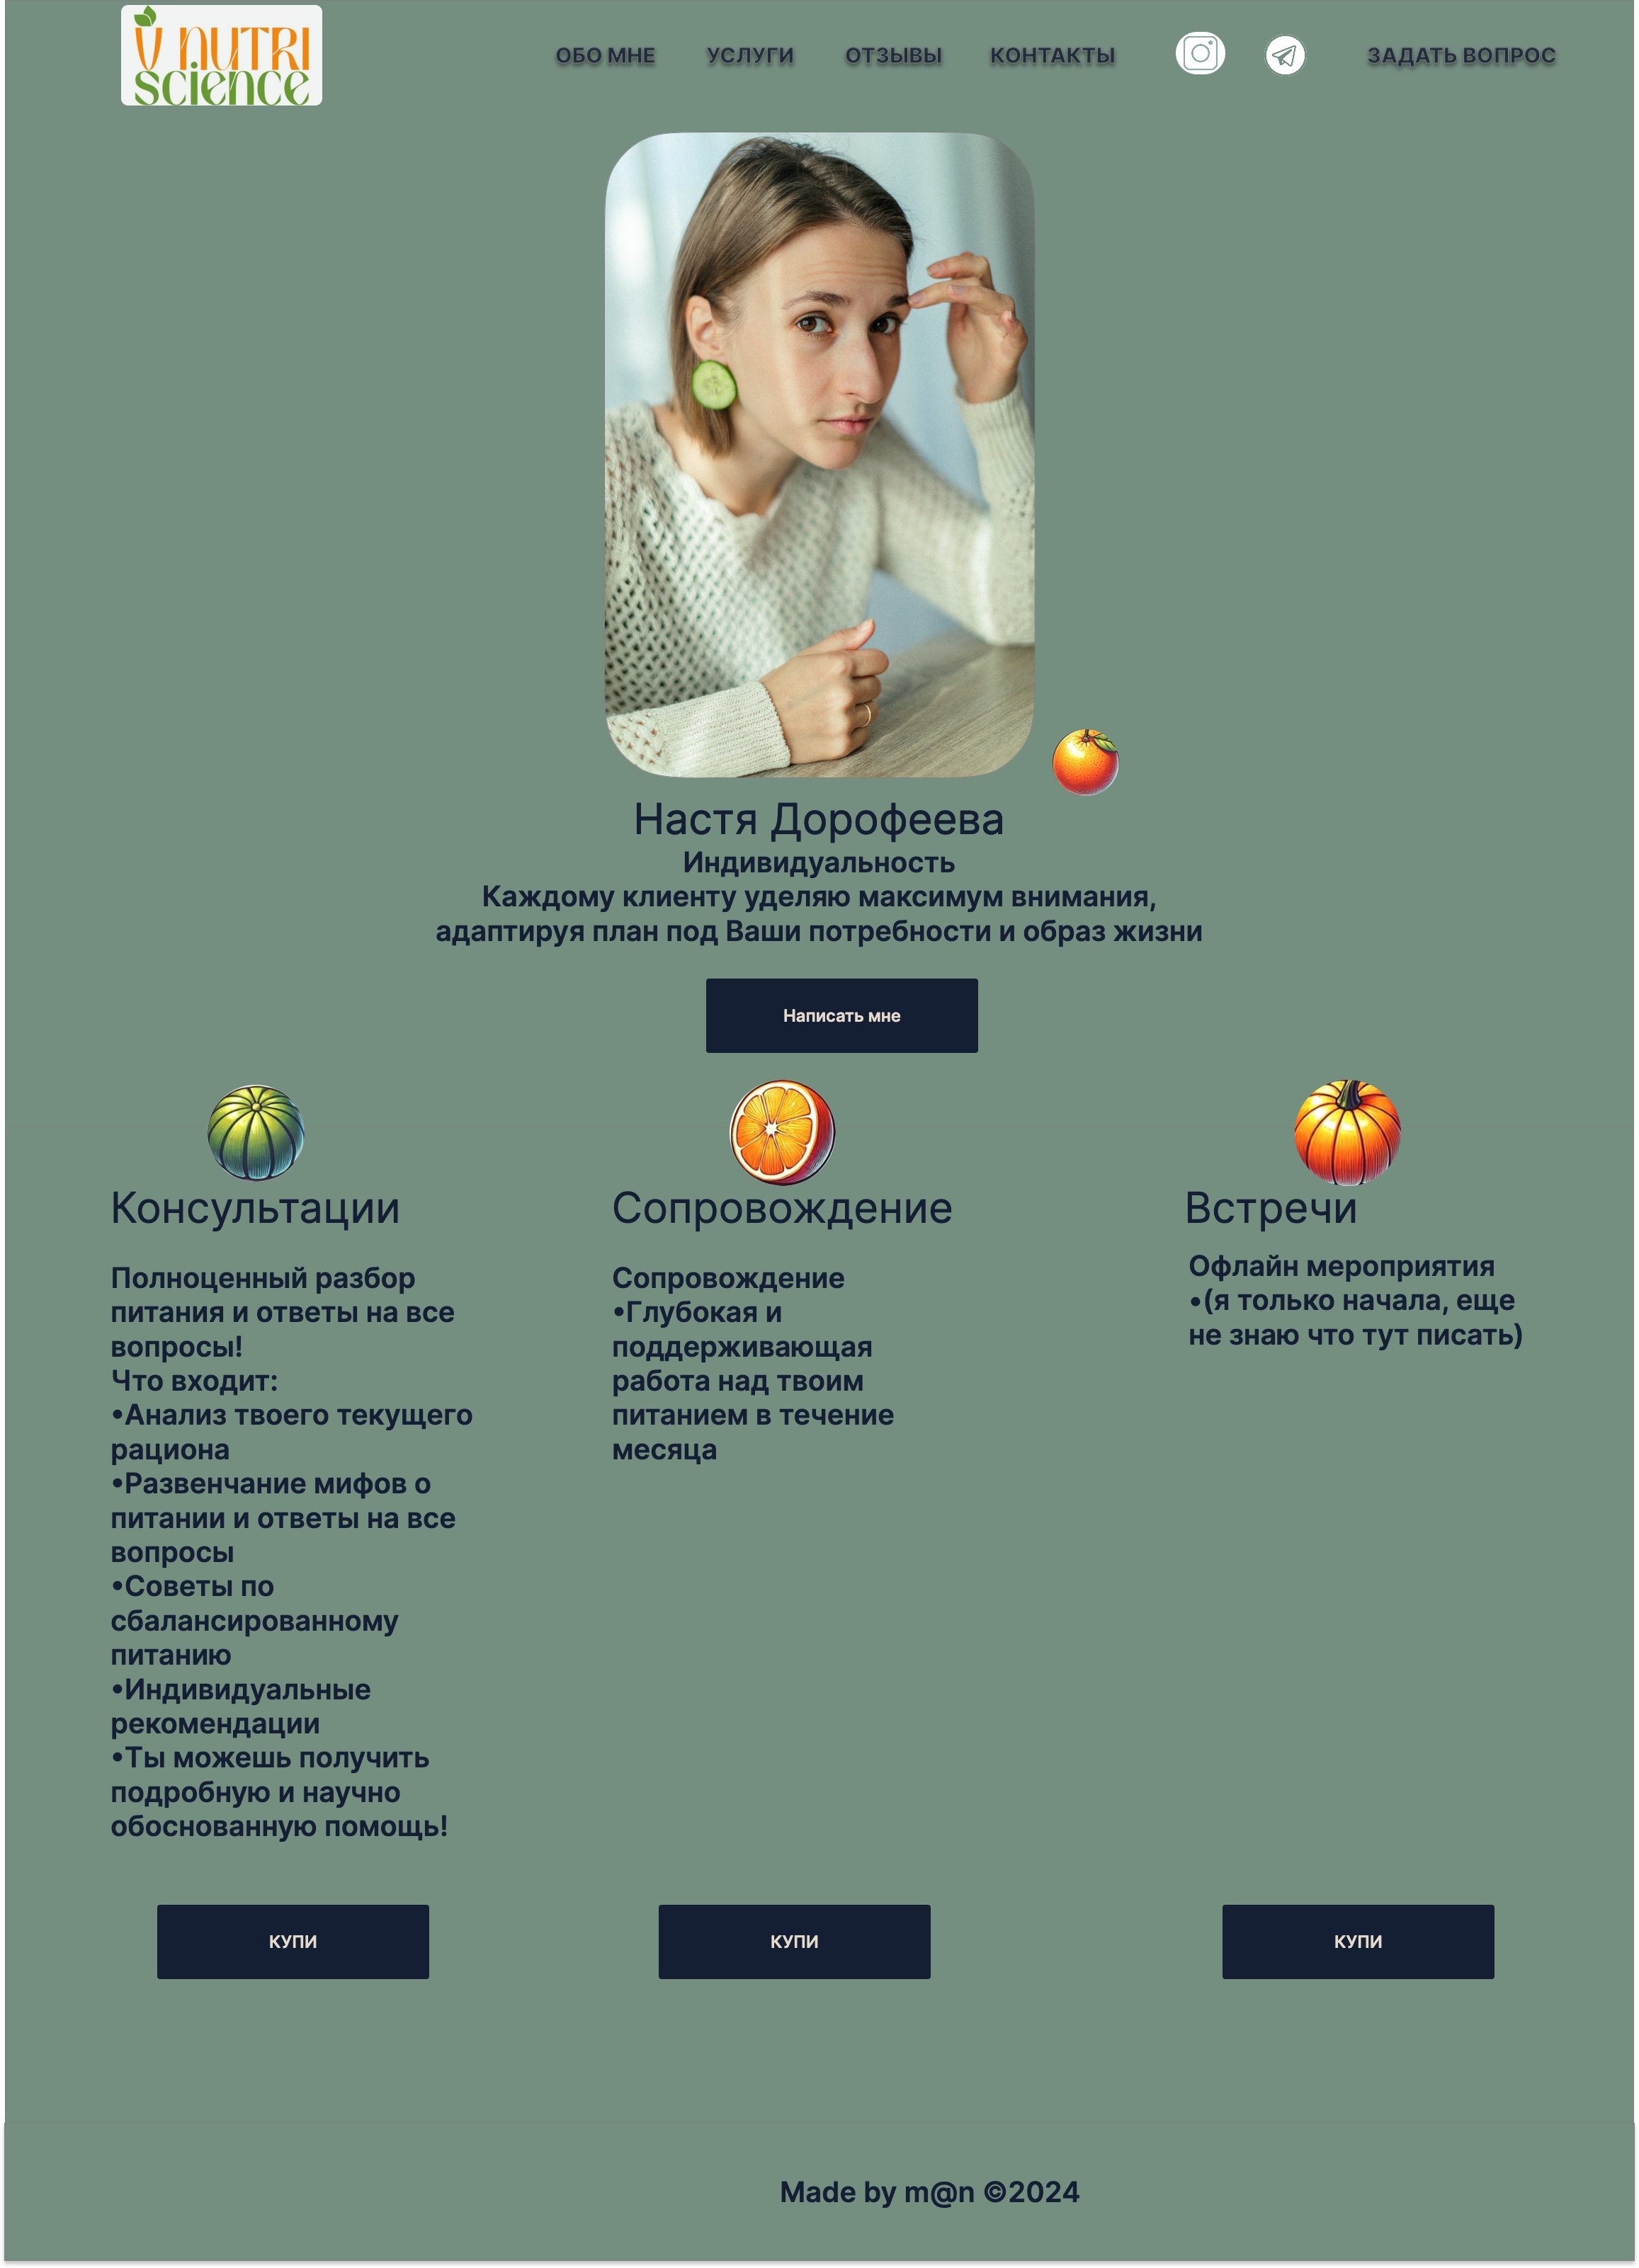 V NUTRI
science
ОБО МНЕ
УСЛУГИ
ОТЗЫВЫ
КОНТАКТЫ
ЗАДАТЬ ВОПРОС
Настя Дорофеева
Индивидуальность
Каждому клиенту уделяю максимум внимания,
адаптируя план под Ваши потребности и образ жизни
Написать мне
Консультации
Полноценный разбор
питания и ответы на все
вопросы!
Что входит:
•Анализ твоего текущего
рациона
•Развенчание мифов о
питании и ответы на все
вопросы
•Советы по
сбалансированному
питанию
•Индивидуальные
рекомендации
•Ты можешь получить
подробную и научно
обоснованную помощь!
КУПИ
Сопровождение
Сопровождение
•Глубокая и
поддерживающая
работа над твоим
питанием в течение
месяца
КУПИ
Встречи
Офлайн мероприятия
•(я только начала, еще
не знаю что тут писать)
КУПИ
Made by m@n ©2024